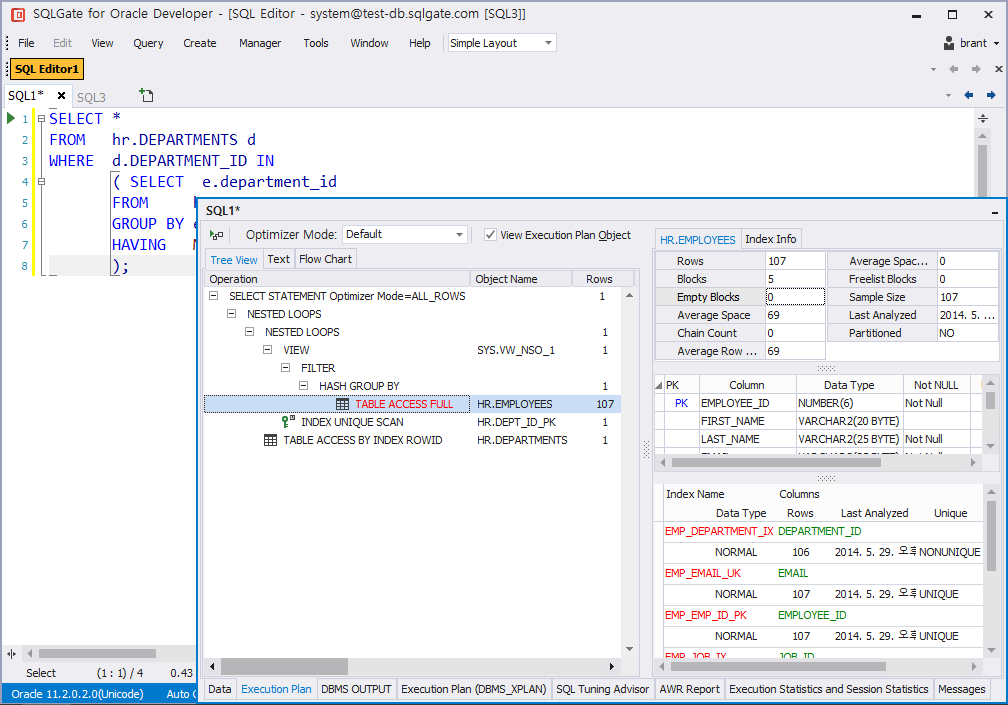 SQLGate for Oracle Developer - [SQL Editor - system@test-db.sqlgate.com [SQL3]]
File Edit View Query Create Manager Tools Window Help Simple Layout brant
SQL Editor1
SQL1* SQL3
1 SELECT *
2 FROM hr.DEPARTMENTS d
3 WHERE d.DEPARTMENT_ID IN
4 ( SELECT e.department_id
5 FROM
6 GROUP BY
7 HAVING
8 );
Select (1 : 1) / 4 0.43
Oracle 11.2.0.2.0(Unicode) Auto
SQL1*
Optimizer Mode: Default View Execution Plan Object
Tree View Text Flow Chart
Operation Object Name Rows
SELECT STATEMENT Optimizer Mode=ALL_ROWS 1
NESTED LOOPS
NESTED LOOPS 1
VIEW SYS.VW_NSO_1 1
FILTER
HASH GROUP BY 1
TABLE ACCESS FULL HR.EMPLOYEES 107
INDEX UNIQUE SCAN HR.DEPT_ID_PK 1
TABLE ACCESS BY INDEX ROWID HR.DEPARTMENTS 1
HR.EMPLOYEES Index Info
Rows 107 Average Spac... 0
Blocks 5 Freelist Blocks 0
Empty Blocks 0 Sample Size 107
Average Space 69 Last Analyzed 2014. 5. ...
Chain Count 0 Partitioned NO
Average Row ... 69
PK Column Data Type Not NULL
PK EMPLOYEE_ID NUMBER(6) Not Null
FIRST_NAME VARCHAR2(20 BYTE)
LAST_NAME VARCHAR2(25 BYTE) Not Null
Index Name Columns
Data Type Rows Last Analyzed Unique
EMP_DEPARTMENT_IX DEPARTMENT_ID
NORMAL 106 2014. 5. 29. NONUNIQUE
EMP_EMAIL_UK EMAIL
NORMAL 107 2014. 5. 29. UNIQUE
EMP_EMP_ID_PK EMPLOYEE_ID
NORMAL 107 2014. 5. 29. UNIQUE
EMP_JOB_IX JOB_ID
Data Execution Plan DBMS OUTPUT Execution Plan (DBMS_XPLAN) SQL Tuning Advisor AWR Report Execution Statistics and Session Statistics Messages